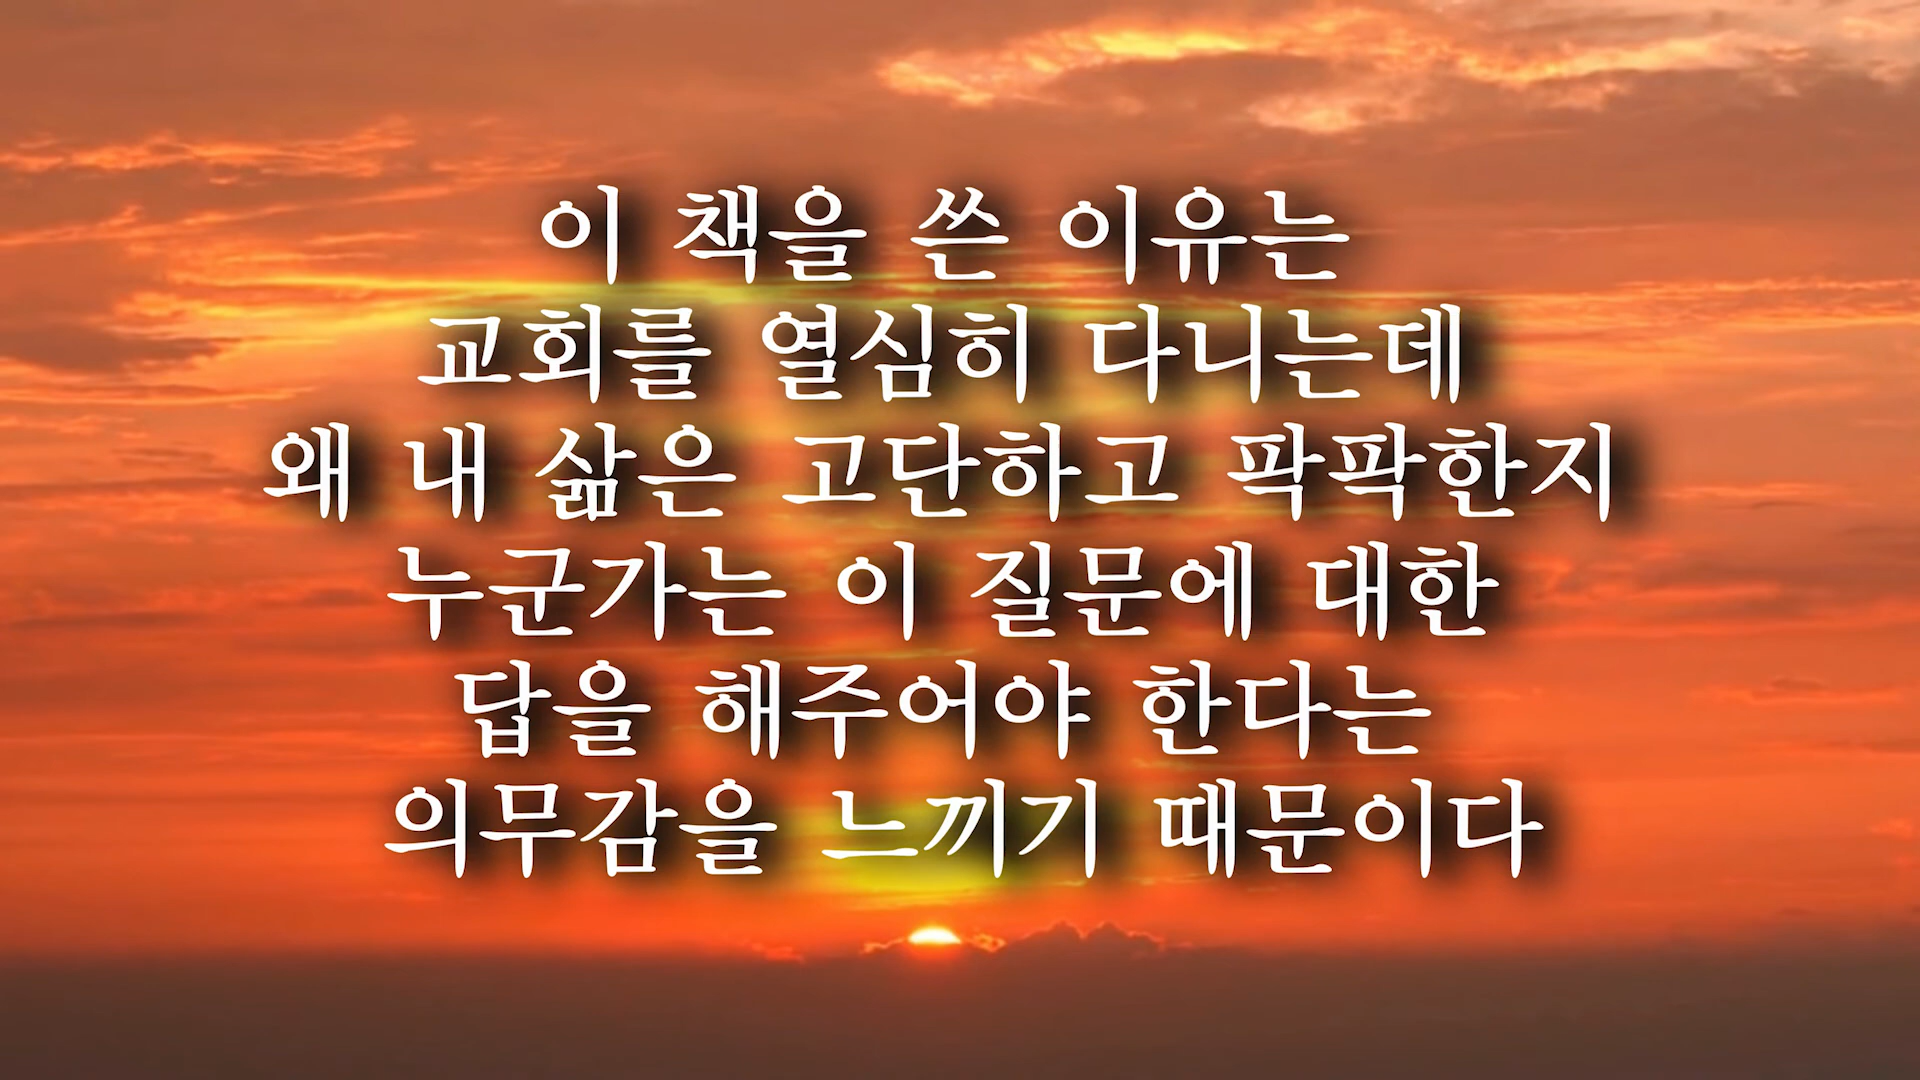 이 책을 쓴 이유는
교회를 열심히 다니는데
왜 내 삶은 고단하고 팍팍한지
누군가는 이 질문에 대한
답을 해주어야 한다는
의무감을 느끼기 때문이다